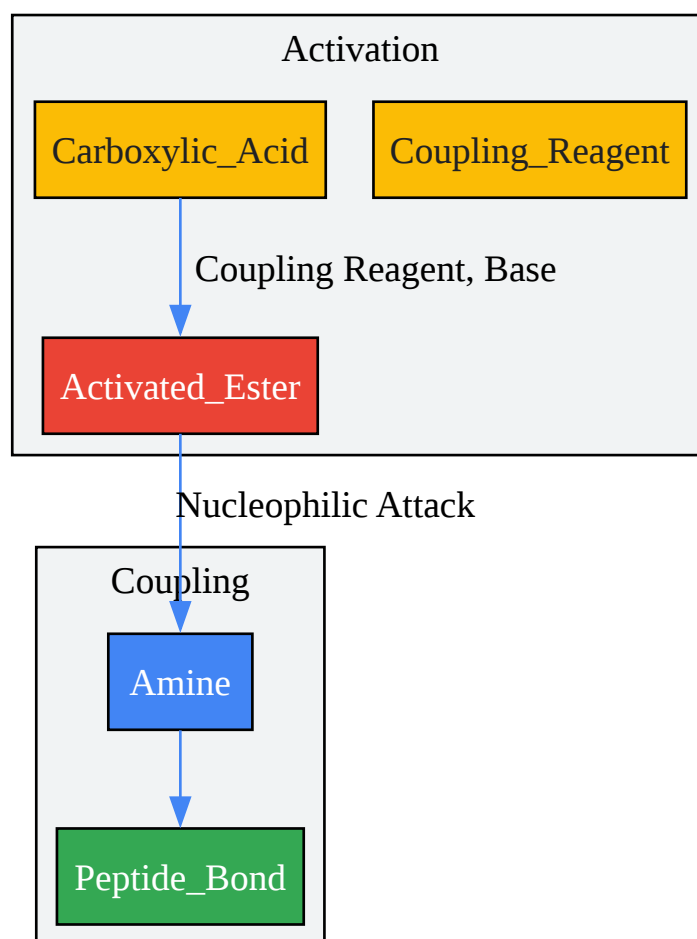 Activation
Carboxylic_Acid
Coupling_Reagent
Coupling Reagent, Base
Activated_Ester
Nucleophilic Attack
Coupling
Amine
Peptide_Bond